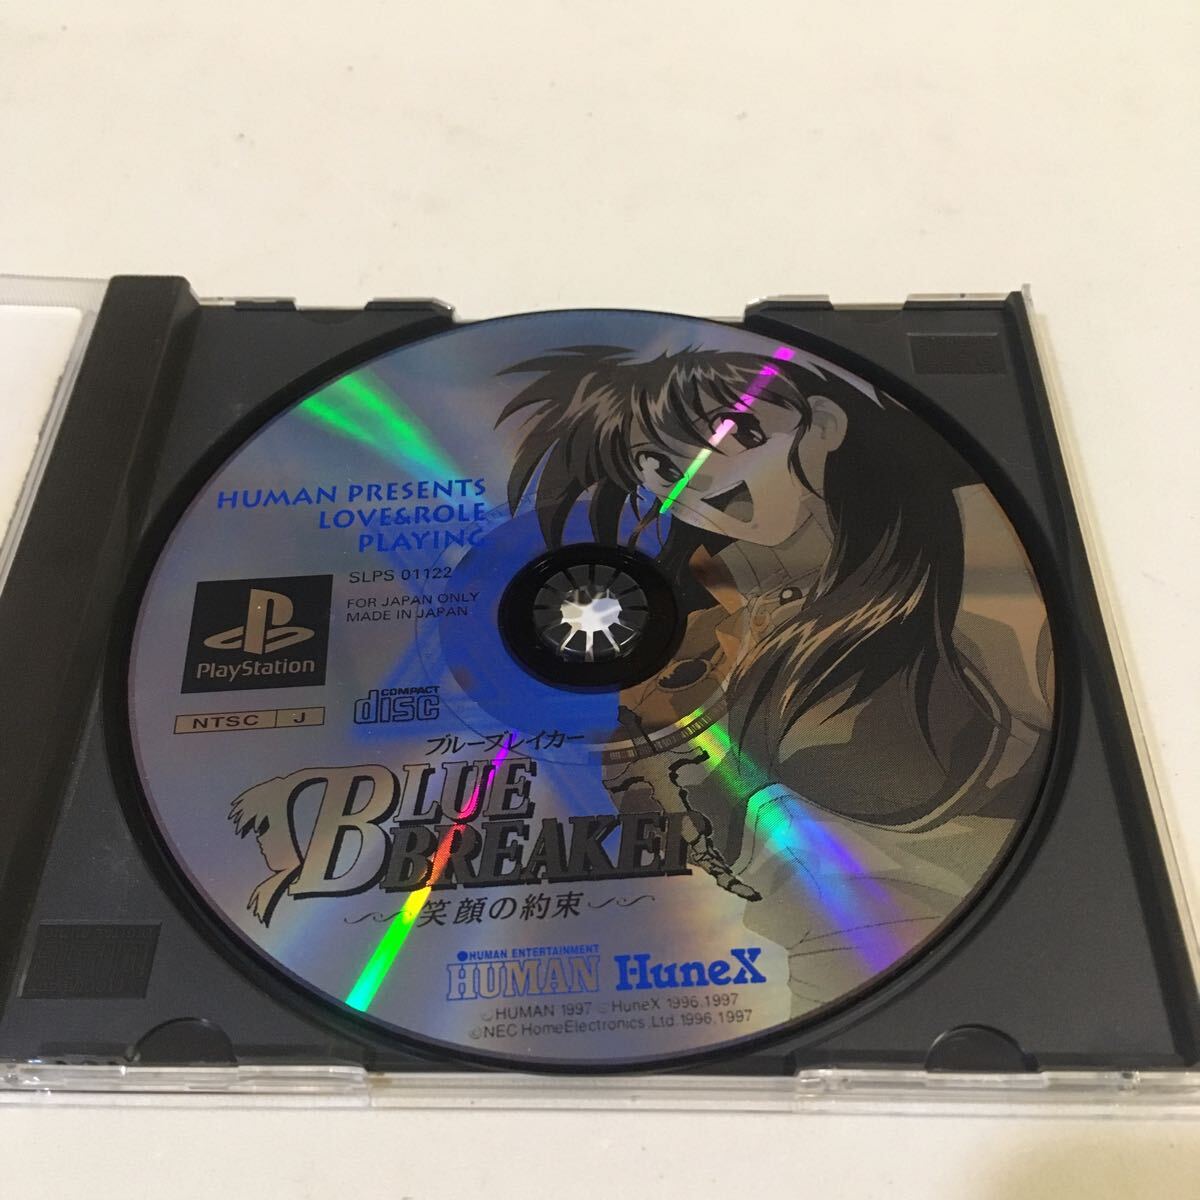 HUMAN PRESENTS
LOVE&ROLE
PLAYING
SLPS 01122
FOR JAPAN ONLY
MADE IN JAPAN
PlayStation
NTSC J
COMPACT
disc
ブルーブレイカー
BLUE
BREAKER
〜笑顔の約束〜
HUMAN ENTERTAINMENT
HUMAN HuneX
©HUMAN 1997 ©HuneX 1996,1997
©NEC HomeElectronics,Ltd.1996,1997